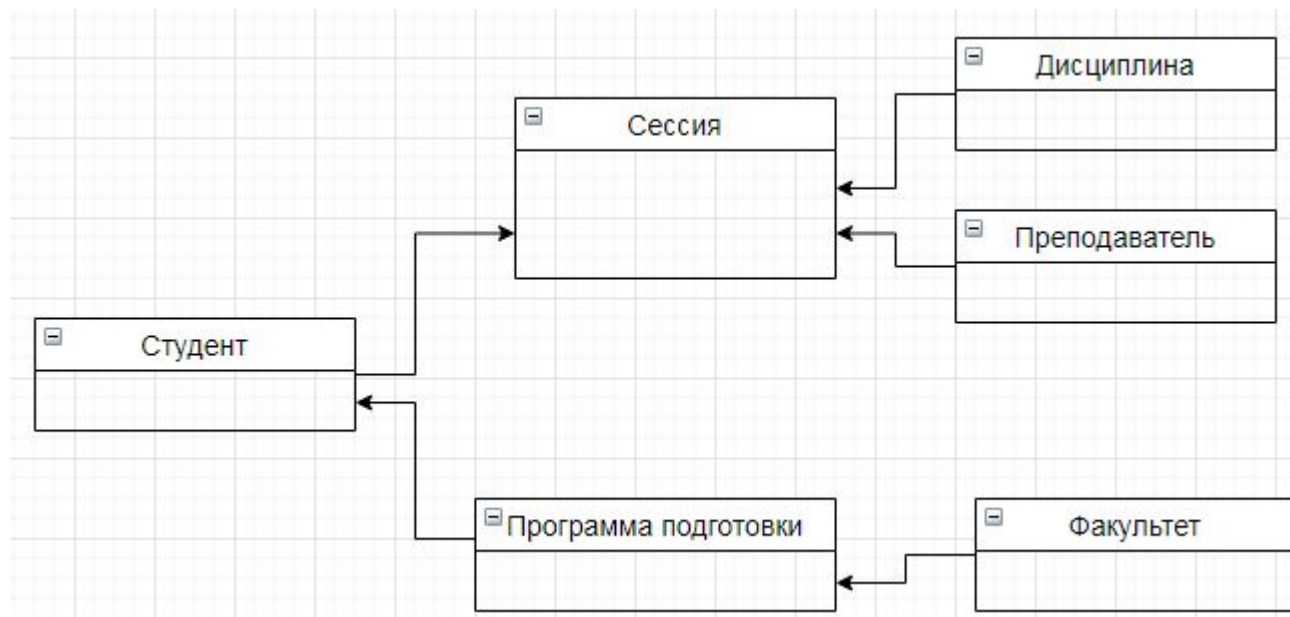 Дисциплина
Сессия
Преподаватель
Студент
Программа подготовки
Факультет